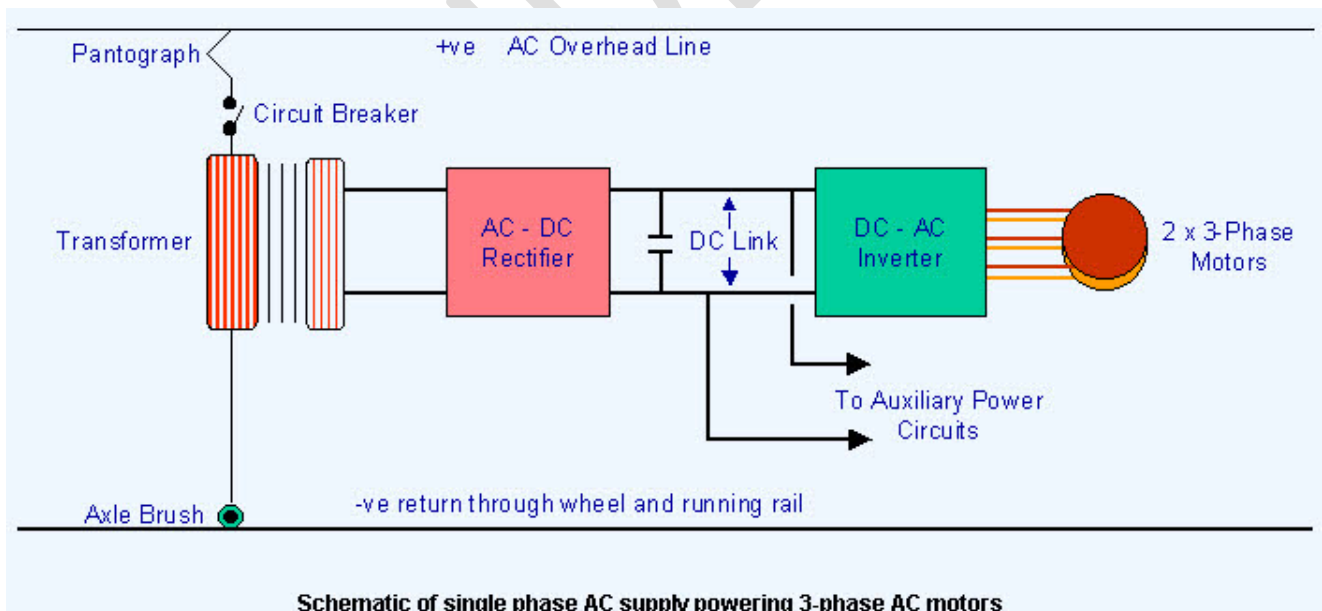 +ve AC Overhead Line
Pantograph
Circuit Breaker
Transformer
AC - DC
Rectifier
DC Link
DC - AC
Inverter
2 x 3-Phase
Motors
To Auxiliary Power
Circuits
-ve return through wheel and running rail
Axle Brush
Schematic of single phase AC supply powering 3-phase AC motors